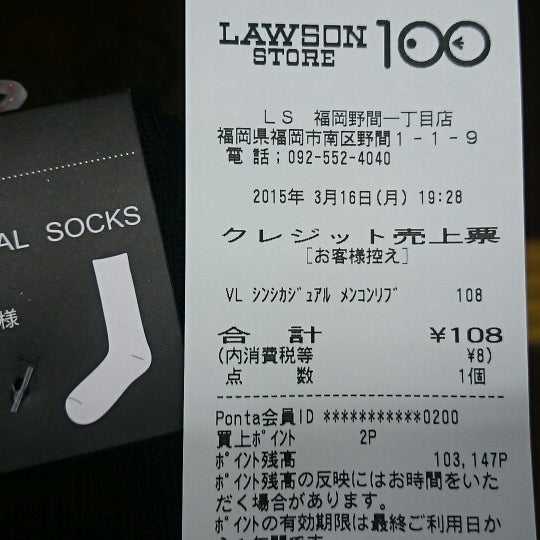 AL SOCKS
様
LAWSON
STORE 100
LS 福岡野間一丁目店
福岡県福岡市南区野間1-1-9
電話;092-552-4040
2015年 3月16日(月) 19:28
クレジット売上票
[お客様控え]
VL シンシカジュアル メンコンリブ 108
合 計 ¥108
(内消費税等 ¥8)
点 数 1個
Ponta会員ID ***********0200
買上ポイント 2P
ポイント残高 103,147P
ポイント残高の反映にはお時間をいた
だく場合があります。
ポイントの有効期限は最終ご利用日か